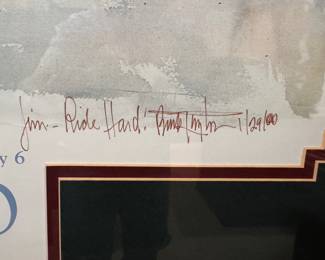 Jim - Ride Hard! 1/29/00
y 6